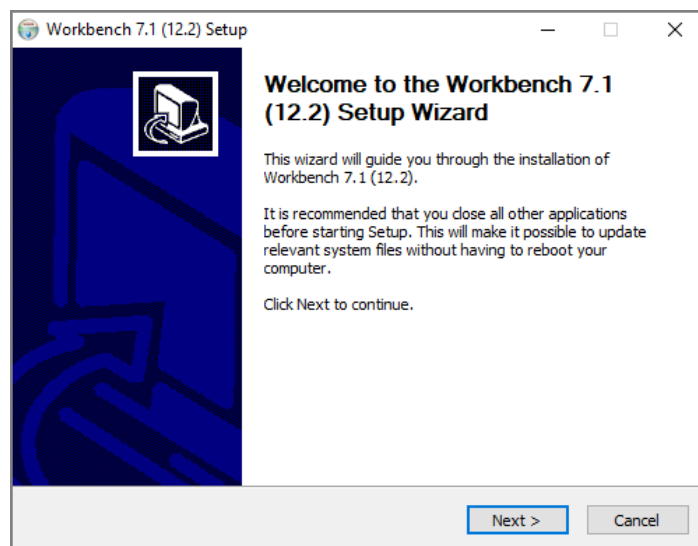 Workbench 7.1 (12.2) Setup
Welcome to the Workbench 7.1
(12.2) Setup Wizard
This wizard will guide you through the installation of
Workbench 7.1 (12.2).
It is recommended that you close all other applications
before starting Setup. This will make it possible to update
relevant system files without having to reboot your
computer.
Click Next to continue.
Next >
Cancel